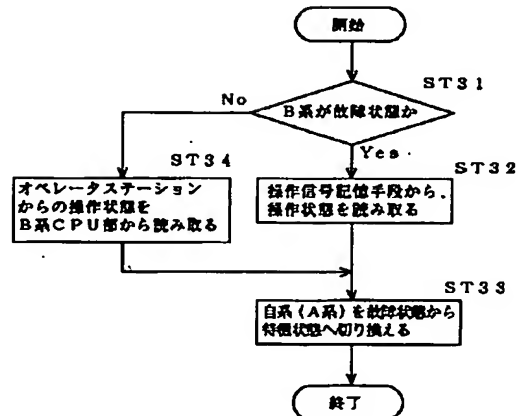 開始
ST31
B系が故障状態か
No
Yes
ST34
オペレータステーション
からの操作状態を
B系CPU部から読み取る
ST32
操作信号記憶手段から、
操作状態を読み取る
ST33
自系(A系)を故障状態から
待機状態へ切り換える
終了